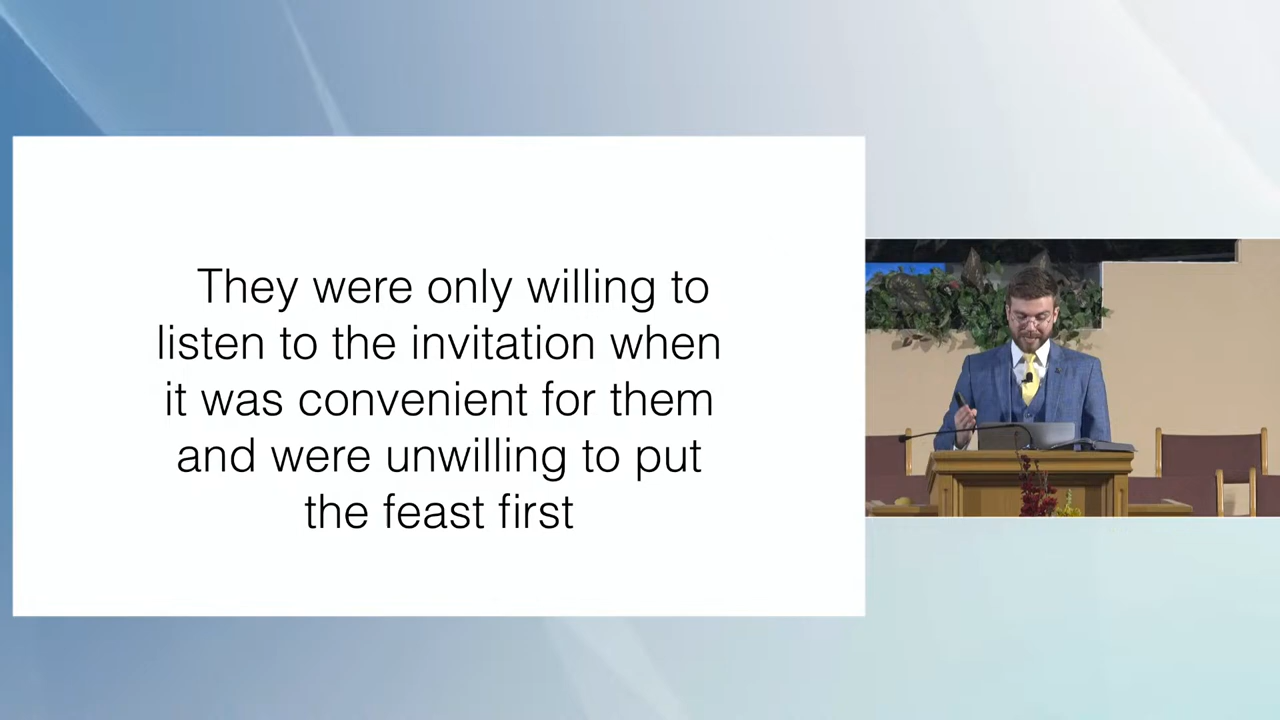 They were only willing to
listen to the invitation when
it was convenient for them
and were unwilling to put
the feast first